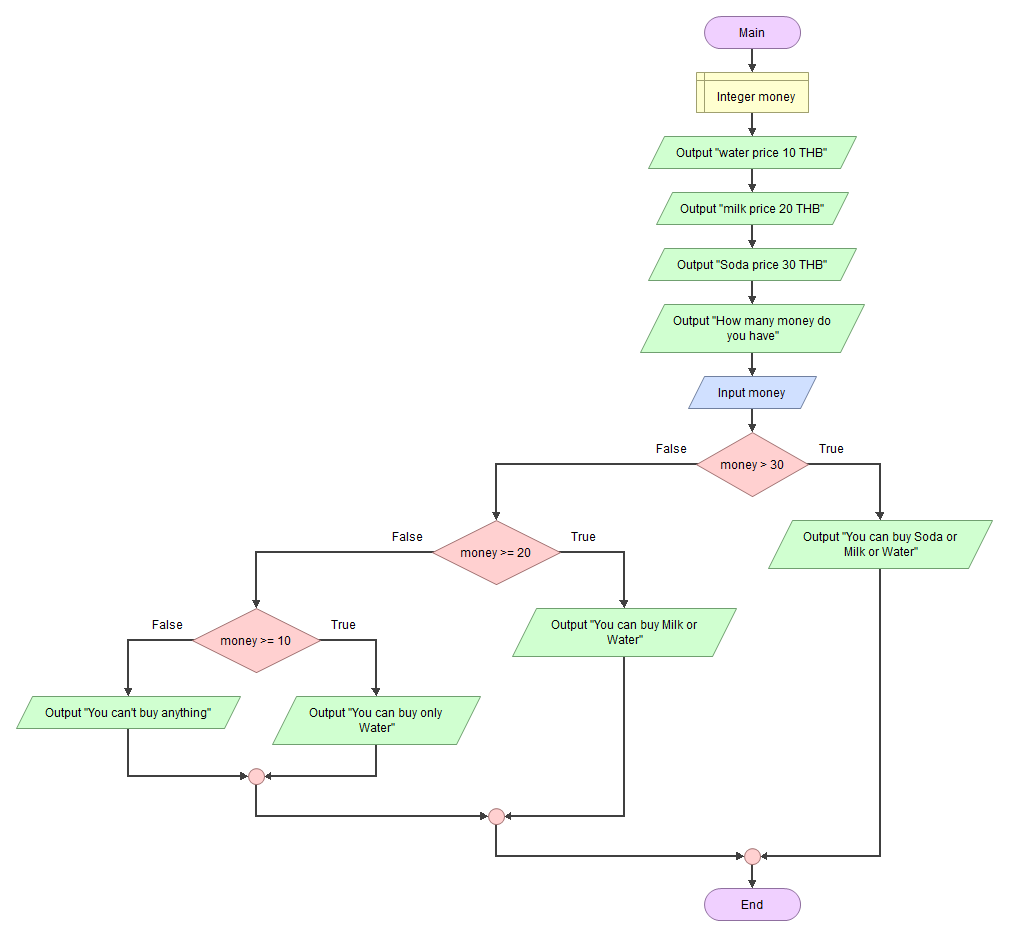 Main
Integer money
Output "water price 10 THB"
Output "milk price 20 THB"
Output "Soda price 30 THB"
Output "How many money do
you have"
Input money
False
True
money > 30
False
True
money >= 20
Output "You can buy Soda or
Milk or Water"
False
True
money >= 10
Output "You can buy Milk or
Water"
Output "You can't buy anything"
Output "You can buy only
Water"
End